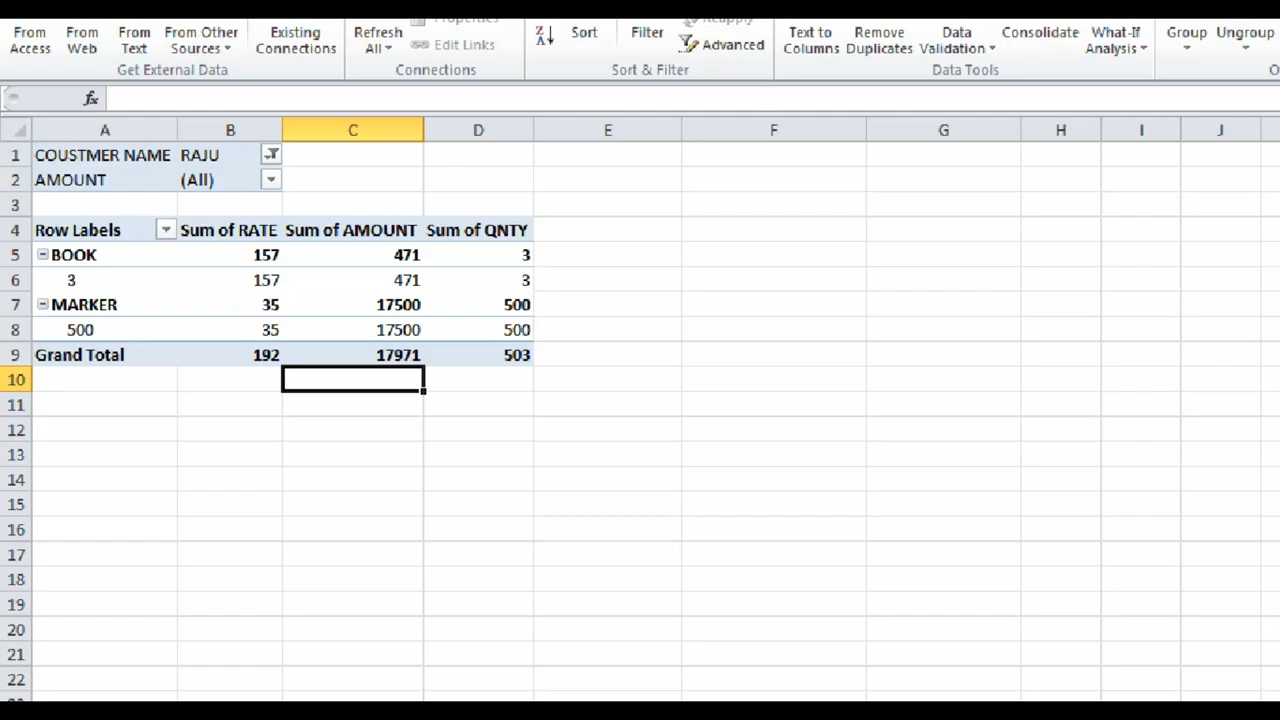 Properties
Reapply
From Access From Web From Text From Other Sources Existing Connections Refresh All Edit Links Sort Filter Advanced Text to Columns Remove Duplicates Data Validation Consolidate What-If Analysis Group Ungroup
Get External Data Connections Sort & Filter Data Tools O
fx
A B C D E F G H I J
1 COUSTMER NAME RAJU
2 AMOUNT (All)
3
4 Row Labels Sum of RATE Sum of AMOUNT Sum of QNTY
5 BOOK 157 471 3
6 3 157 471 3
7 MARKER 35 17500 500
8 500 35 17500 500
9 Grand Total 192 17971 503
10
11
12
13
14
15
16
17
18
19
20
21
22